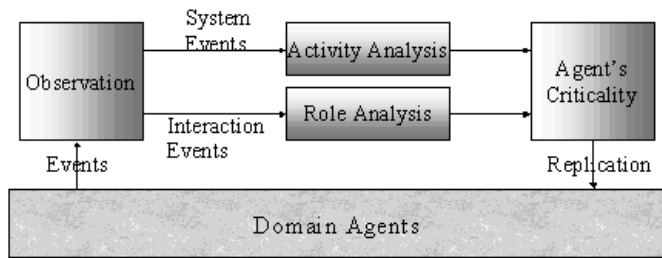 System
Events
Activity Analysis
Observation
Agent's
Criticality
Role Analysis
Interaction
Events
Events
Replication
Domain Agents